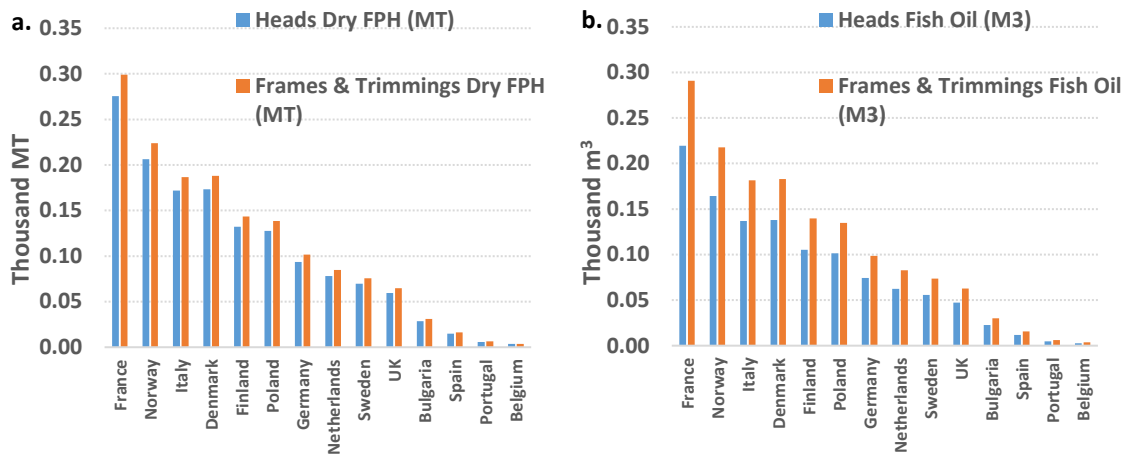 a.
Heads Dry FPH (MT)
Frames & Trimmings Dry FPH
(MT)
Thousand MT
0.35
0.30
0.25
0.20
0.15
0.10
0.05
0.00
France
Norway
Italy
Denmark
Finland
Poland
Germany
Netherlands
Sweden
UK
Bulgaria
Spain
Portugal
Belgium
b.
Heads Fish Oil (M3)
Frames & Trimmings Fish Oil
(M3)
Thousand m³
0.35
0.30
0.25
0.20
0.15
0.10
0.05
0.00
France
Norway
Italy
Denmark
Finland
Poland
Germany
Netherlands
Sweden
UK
Bulgaria
Spain
Portugal
Belgium